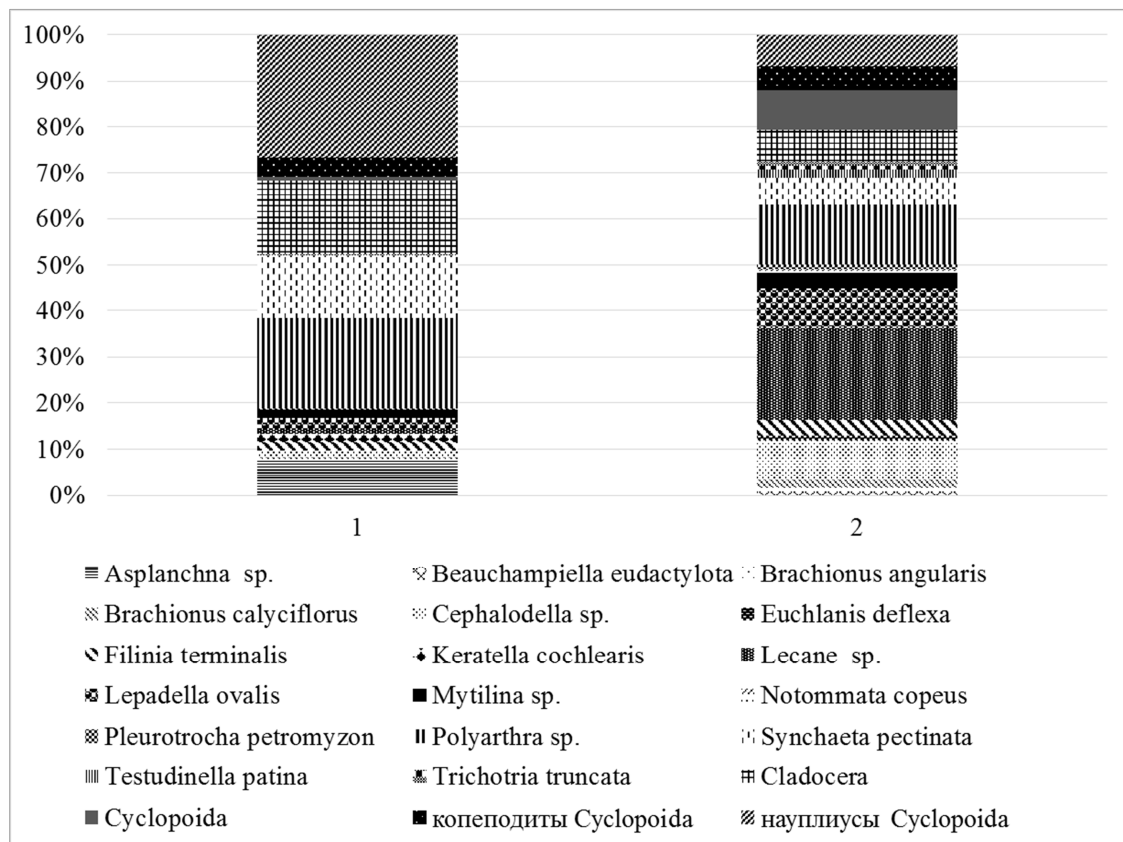 100%
90%
80%
70%
60%
50%
40%
30%
20%
10%
0%
1 2
Asplanchna sp. Beauchampiella eudactylota Brachionus angularis
Brachionus calyciflorus Cephalodella sp. Euchlanis deflexa
Filinia terminalis Keratella cochlearis Lecane sp.
Lepadella ovalis Mytilina sp. Notommata copeus
Pleurotrocha petromyzon Polyarthra sp. Synchaeta pectinata
Testudinella patina Trichotria truncata Cladocera
Cyclopoida копеподиты Cyclopoida науплиусы Cyclopoida